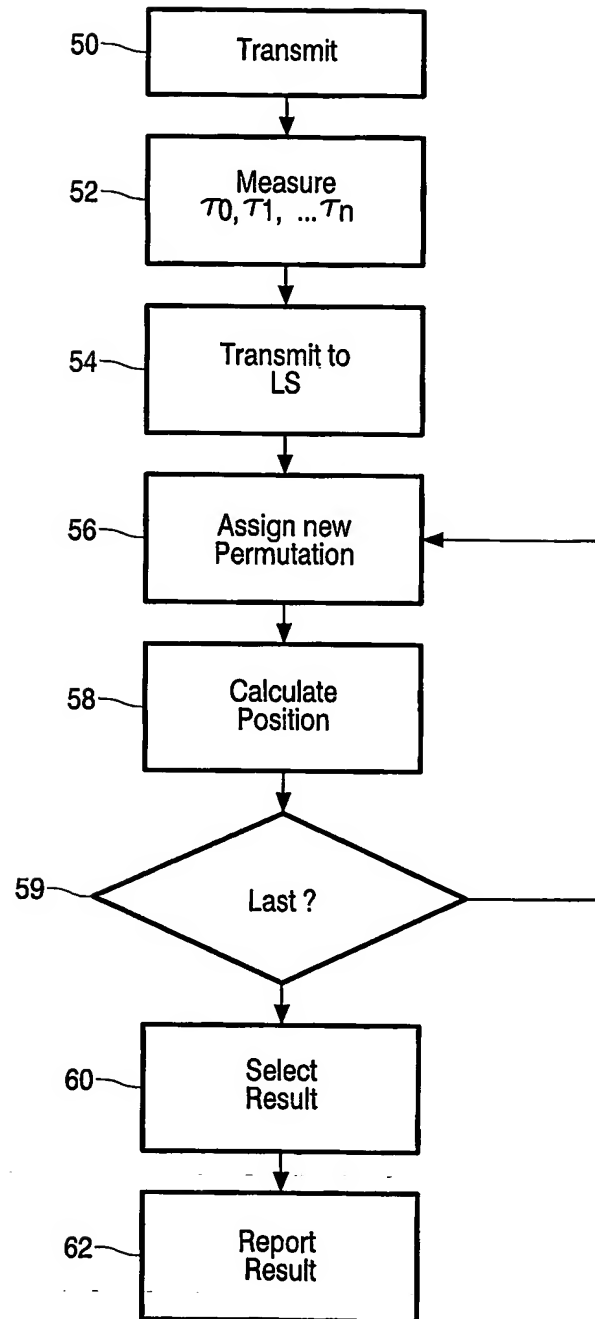 50
Transmit
52
Measure
τ0, τ1, ...τn
54
Transmit to
LS
56
Assign new
Permutation
58
Calculate
Position
59
Last ?
60
Select
Result
62
Report
Result